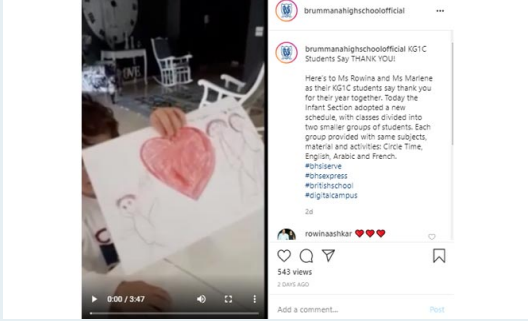 brummanahighschoolofficial
...
brummanahighschoolofficial KG1C
Students Say THANK YOU!
Here's to Ms Rowina and Ms Marlene
as their KG1C students say thank you
for their year together. Today the
Infant Section adopted a new
schedule, with classes divided into
two smaller groups of students. Each
group provided with same subjects,
material and activities: Circle Time,
English, Arabic and French.
#bhsiserve
#bhsexpress
#britishschool
#digitalcampus
2d
rowinaashkar ❤❤❤
543 views
2 DAYS AGO
Add a comment...
Post
LOVE
0:00 / 3:47